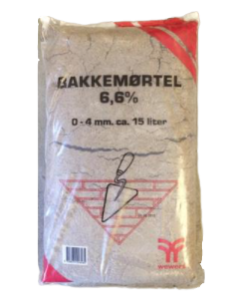 BAKKEMØRTEL
6,6%
0 - 4 mm. ca. 15 liter